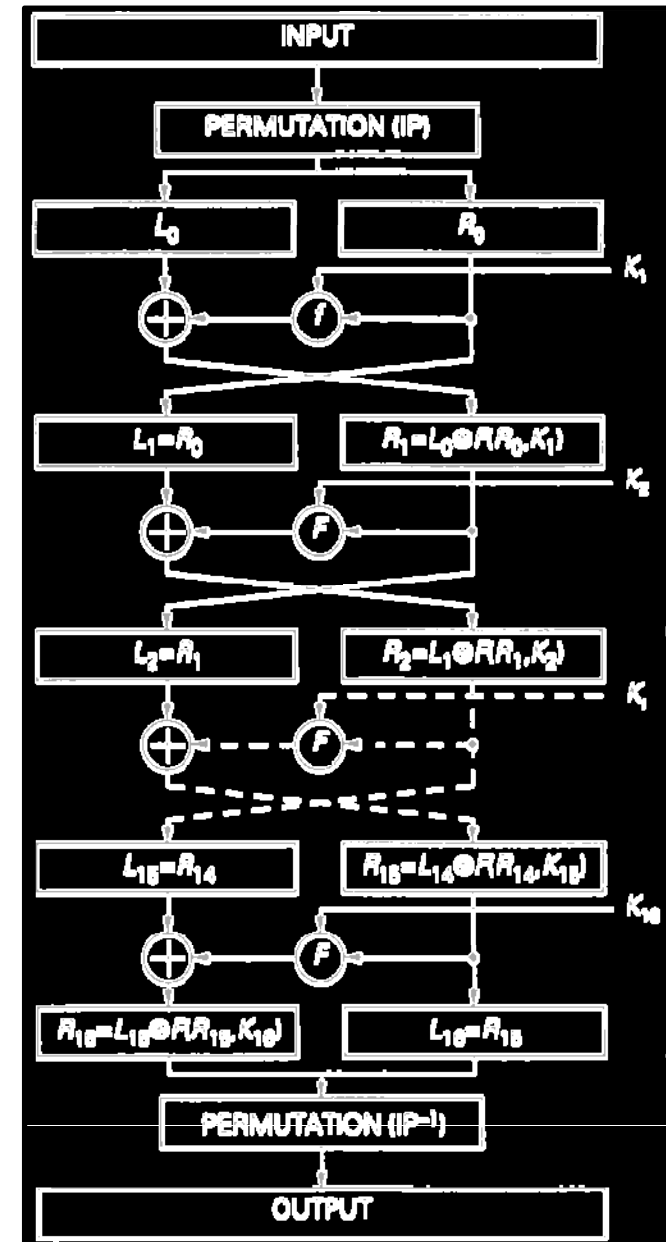 INPUT
PERMUTATION (IP)
L₀ R₀
K₁
f
L₁=R₀ R₁=L₀⊕F(R₀,K₁)
K₂
F
L₂=R₁ R₂=L₁⊕F(R₁,K₂)
Kᵢ
F
L₁₅=R₁₄ R₁₅=L₁₄⊕F(R₁₄,K₁₅)
K₁₆
F
R₁₆=L₁₅⊕F(R₁₅,K₁₆) L₁₆=R₁₅
PERMUTATION (IP⁻¹)
OUTPUT